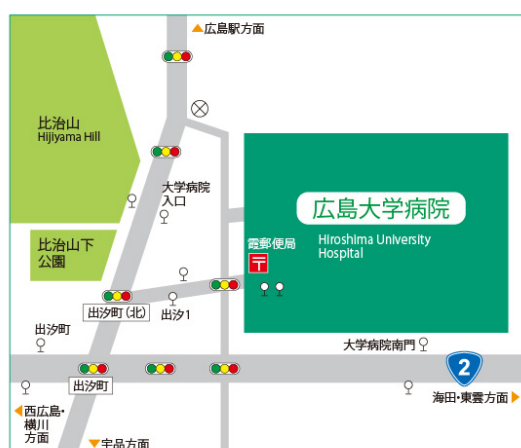 広島駅方面
比治山
Hijiyama Hill
大学病院
入口
広島大学病院
Hiroshima University
Hospital
霞郵便局
比治山下
公園
出汐町(北)
出汐1
出汐町
大学病院南門
出汐町
2
海田・東雲方面
西広島・
横川
方面
宇品方面